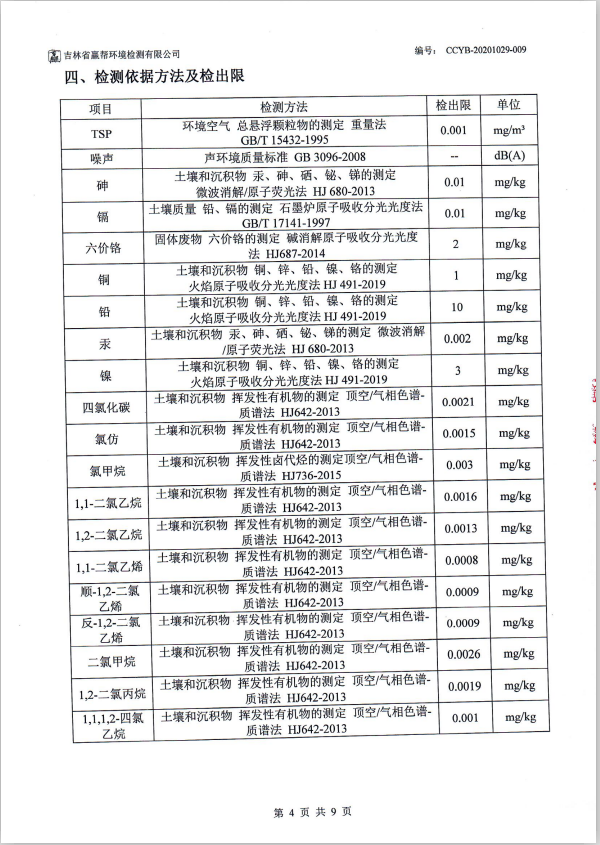 吉林省赢帮环境检测有限公司 编号： CCYB-20201029-009
四、检测依据方法及检出限
项目 检测方法 检出限 单位
TSP 环境空气 总悬浮颗粒物的测定 重量法
GB/T 15432-1995 0.001 mg/m³
噪声 声环境质量标准 GB 3096-2008 -- dB(A)
砷 土壤和沉积物 汞、砷、硒、铋、锑的测定
微波消解/原子荧光法 HJ 680-2013 0.01 mg/kg
镉 土壤质量 铅、镉的测定 石墨炉原子吸收分光光度法
GB/T 17141-1997 0.01 mg/kg
六价铬 固体废物 六价铬的测定 碱消解原子吸收分光光度
法 HJ687-2014 2 mg/kg
铜 土壤和沉积物 铜、锌、铅、镍、铬的测定
火焰原子吸收分光光度法 HJ 491-2019 1 mg/kg
铅 土壤和沉积物 铜、锌、铅、镍、铬的测定
火焰原子吸收分光光度法 HJ 491-2019 10 mg/kg
汞 土壤和沉积物 汞、砷、硒、铋、锑的测定 微波消解
/原子荧光法 HJ 680-2013 0.002 mg/kg
镍 土壤和沉积物 铜、锌、铅、镍、铬的测定
火焰原子吸收分光光度法 HJ 491-2019 3 mg/kg
四氯化碳 土壤和沉积物 挥发性有机物的测定 顶空/气相色谱-
质谱法 HJ642-2013 0.0021 mg/kg
氯仿 土壤和沉积物 挥发性有机物的测定 顶空/气相色谱-
质谱法 HJ642-2013 0.0015 mg/kg
氯甲烷 土壤和沉积物 挥发性卤代烃的测定顶空/气相色谱-
质谱法 HJ736-2015 0.003 mg/kg
1,1-二氯乙烷 土壤和沉积物 挥发性有机物的测定 顶空/气相色谱-
质谱法 HJ642-2013 0.0016 mg/kg
1,2-二氯乙烷 土壤和沉积物 挥发性有机物的测定 顶空/气相色谱-
质谱法 HJ642-2013 0.0013 mg/kg
1,1-二氯乙烯 土壤和沉积物 挥发性有机物的测定 顶空/气相色谱-
质谱法 HJ642-2013 0.0008 mg/kg
顺-1,2-二氯 土壤和沉积物 挥发性有机物的测定 顶空/气相色谱-
乙烯 质谱法 HJ642-2013 0.0009 mg/kg
反-1,2-二氯 土壤和沉积物 挥发性有机物的测定 顶空/气相色谱-
乙烯 质谱法 HJ642-2013 0.0009 mg/kg
二氯甲烷 土壤和沉积物 挥发性有机物的测定 顶空/气相色谱-
质谱法 HJ642-2013 0.0026 mg/kg
1,2-二氯丙烷 土壤和沉积物 挥发性有机物的测定 顶空/气相色谱-
质谱法 HJ642-2013 0.0019 mg/kg
1,1,1,2-四氯 土壤和沉积物 挥发性有机物的测定 顶空/气相色谱-
乙烷 质谱法 HJ642-2013 0.001 mg/kg
第 4 页 共 9 页